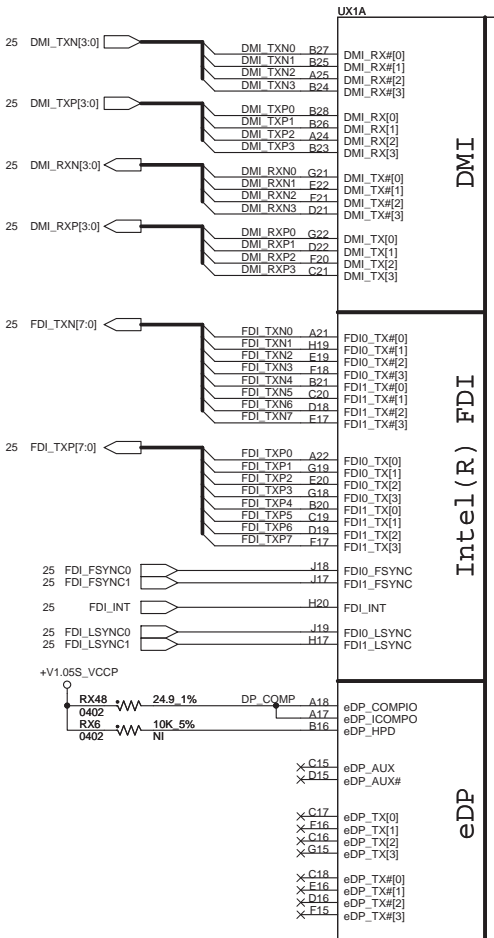 UX1A
25 DMI_TXN[3:0]
DMI_TXN0 B27 DMI_RX#[0]
DMI_TXN1 B25 DMI_RX#[1]
DMI_TXN2 A25 DMI_RX#[2]
DMI_TXN3 B24 DMI_RX#[3]
25 DMI_TXP[3:0]
DMI_TXP0 B28 DMI_RX[0]
DMI_TXP1 B26 DMI_RX[1]
DMI_TXP2 A24 DMI_RX[2]
DMI_TXP3 B23 DMI_RX[3]
DMI
25 DMI_RXN[3:0]
DMI_RXN0 G21 DMI_TX#[0]
DMI_RXN1 E22 DMI_TX#[1]
DMI_RXN2 F21 DMI_TX#[2]
DMI_RXN3 D21 DMI_TX#[3]
25 DMI_RXP[3:0]
DMI_RXP0 G22 DMI_TX[0]
DMI_RXP1 D22 DMI_TX[1]
DMI_RXP2 F20 DMI_TX[2]
DMI_RXP3 C21 DMI_TX[3]
25 FDI_TXN[7:0]
FDI_TXN0 A21 FDI0_TX#[0]
FDI_TXN1 H19 FDI0_TX#[1]
FDI_TXN2 E19 FDI0_TX#[2]
FDI_TXN3 F18 FDI0_TX#[3]
FDI_TXN4 B21 FDI1_TX#[0]
FDI_TXN5 C20 FDI1_TX#[1]
FDI_TXN6 D18 FDI1_TX#[2]
FDI_TXN7 E17 FDI1_TX#[3]
Intel(R) FDI
25 FDI_TXP[7:0]
FDI_TXP0 A22 FDI0_TX[0]
FDI_TXP1 G19 FDI0_TX[1]
FDI_TXP2 E20 FDI0_TX[2]
FDI_TXP3 G18 FDI0_TX[3]
FDI_TXP4 B20 FDI1_TX[0]
FDI_TXP5 C19 FDI1_TX[1]
FDI_TXP6 D19 FDI1_TX[2]
FDI_TXP7 F17 FDI1_TX[3]
25 FDI_FSYNC0 J18 FDI0_FSYNC
25 FDI_FSYNC1 J17 FDI1_FSYNC
25 FDI_INT H20 FDI_INT
25 FDI_LSYNC0 J19 FDI0_LSYNC
25 FDI_LSYNC1 H17 FDI1_LSYNC
+V1.05S_VCCP
RX48 24.9_1% DP_COMP A18 eDP_COMPIO
0402 A17 eDP_ICOMPO
RX6 10K_5% B16 eDP_HPD
0402 NI
C15 eDP_AUX
D15 eDP_AUX#
eDP
C17 eDP_TX[0]
F16 eDP_TX[1]
C16 eDP_TX[2]
G15 eDP_TX[3]
C18 eDP_TX#[0]
E16 eDP_TX#[1]
D16 eDP_TX#[2]
F15 eDP_TX#[3]